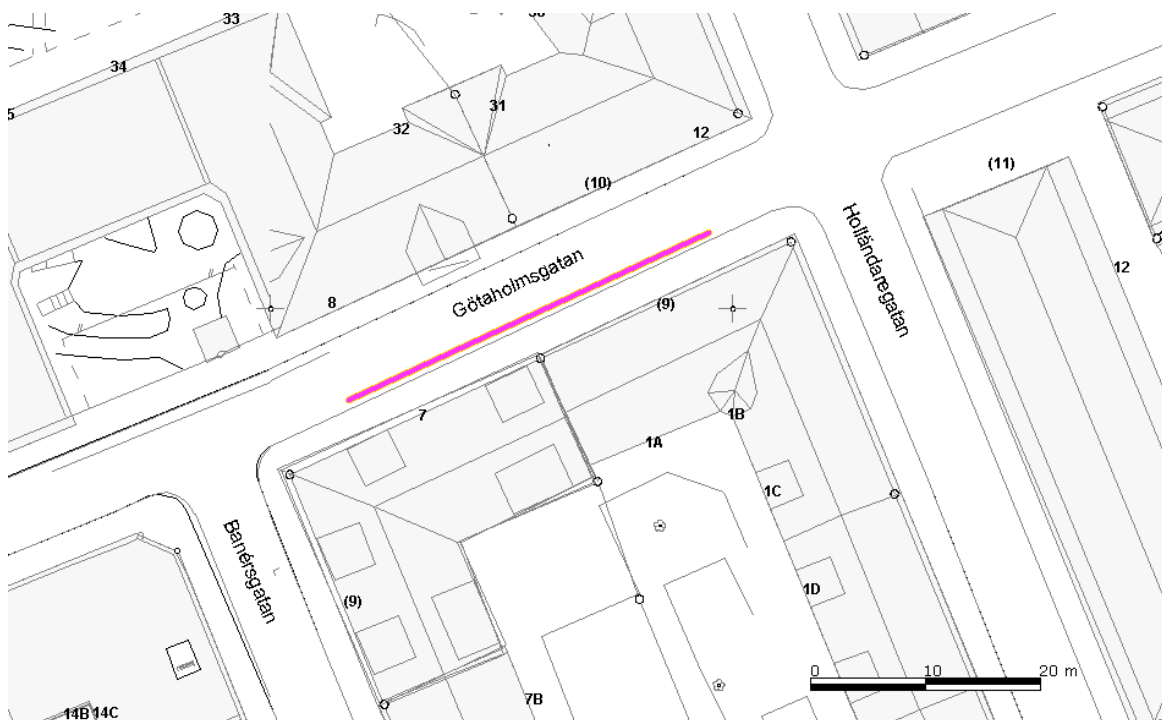 33
34
5
31
32
12
(10)
(11)
Götaholmsgatan
Holländaregatan
12
8
(9)
7
1B
1A
1C
Banérsgatan
(9)
1D
0 10 20 m
7B
14B 14C